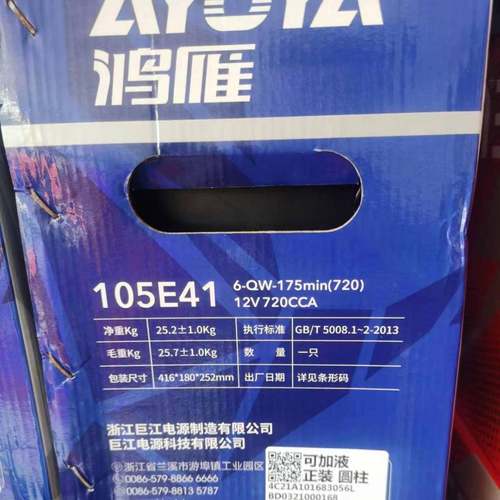 AYUYA
鸿雁
105E41
6-QW-175min(720)
12V 720CCA
净重Kg 25.2±1.0Kg 执行标准 GB/T 5008.1~2-2013
毛重Kg 25.7±1.0Kg 数量 一只
包装尺寸 416*180*252mm 出厂日期 详见条形码
浙江巨江电源制造有限公司
巨江电源科技有限公司
浙江省兰溪市游埠镇工业园区
0086-579-8866 6666
0086-579-8813 5787
可加液
正装 圆柱
4C21A101683056L
BD0321000168